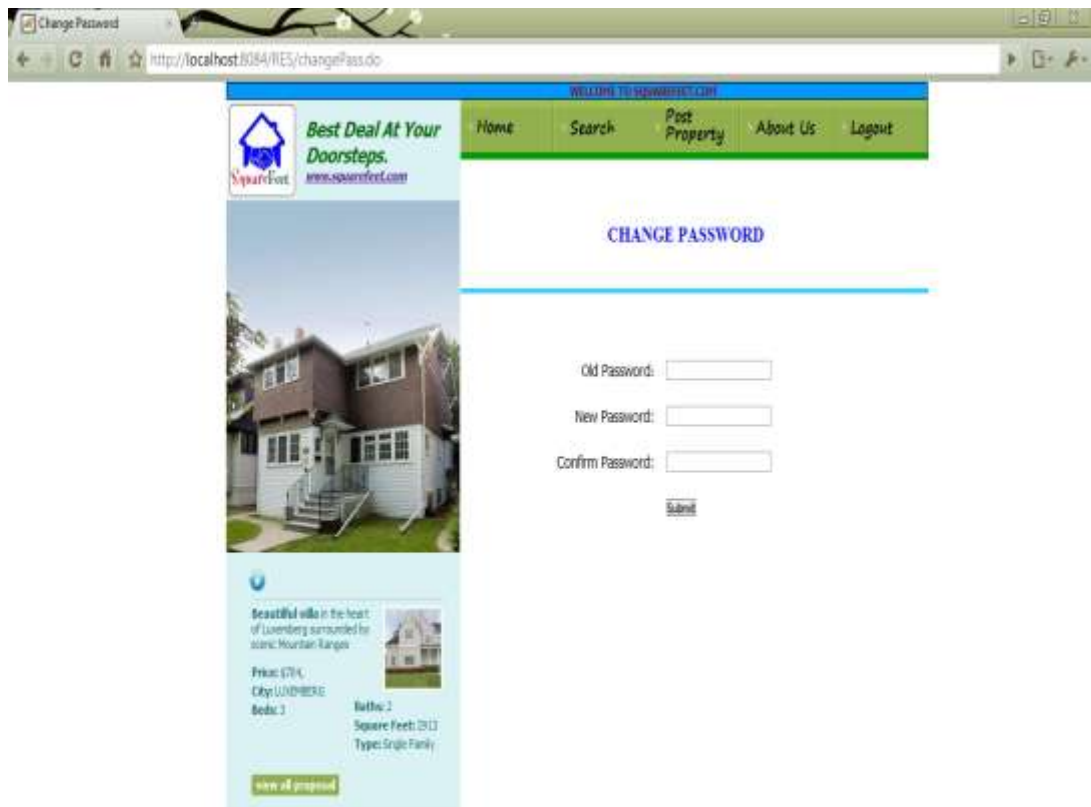 Change Password
http://localhost:8084/RES/changePass.do
WELCOME TO SQUAREFEET.COM
SquareFeet
Best Deal At Your
Doorsteps.
www.squarefeet.com
Home
Search
Post
Property
About Us
Logout
CHANGE PASSWORD
Old Password:
New Password:
Confirm Password:
Submit
Beautiful villa in the heart
of Luxemberg surrounded by
scenic Mountain Ranges
Price:
City: LUXEMBERG
Beds: 3
Baths: 2
Square Feet:
Type: Single Family
view all